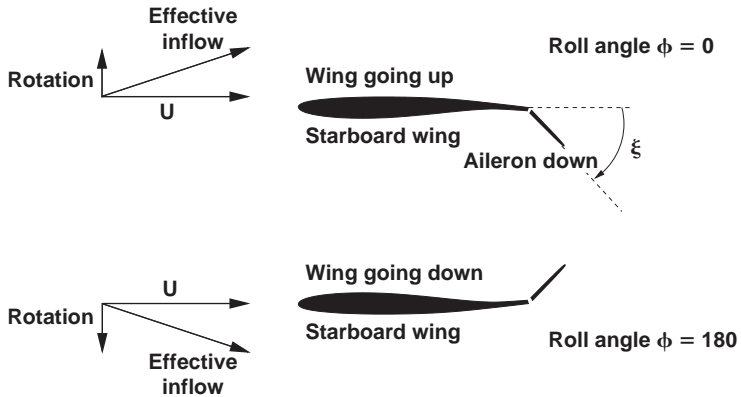 Effective
inflow
Roll angle ϕ = 0
Rotation
Wing going up
U
Starboard wing
Aileron down
ξ
Wing going down
U
Rotation
Starboard wing
Roll angle ϕ = 180
Effective
inflow